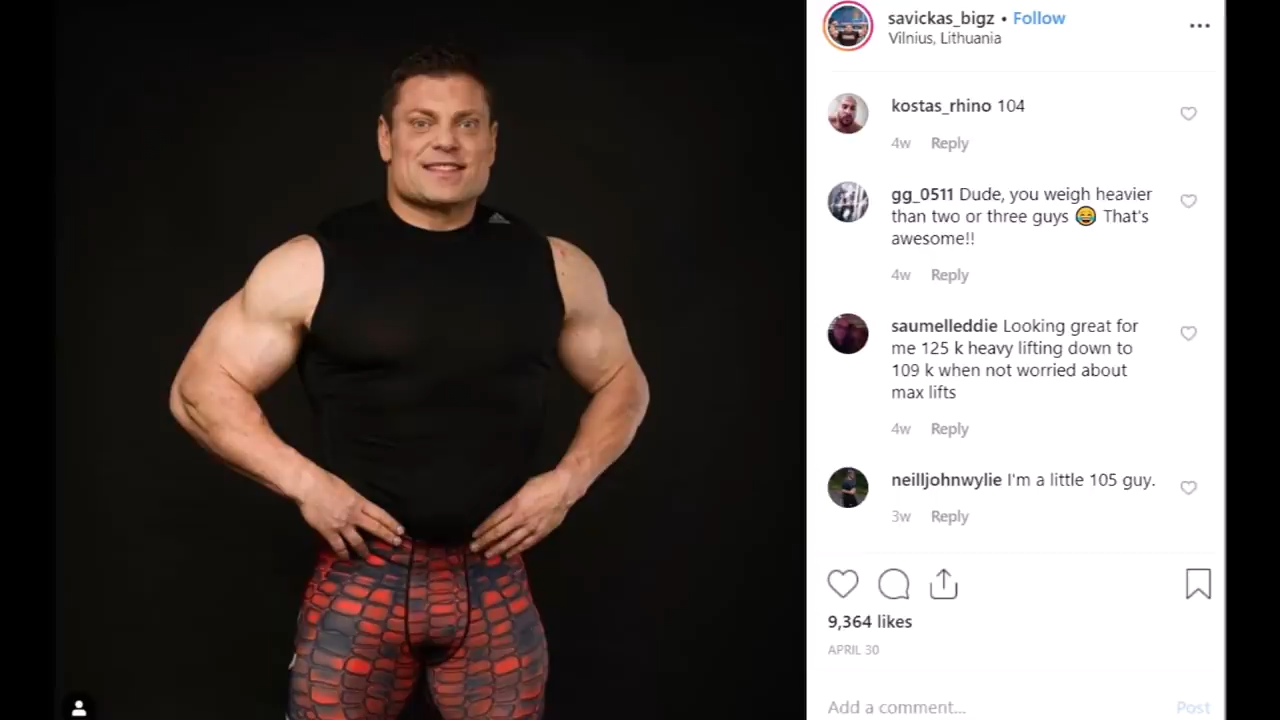 savickas_bigz • Follow
Vilnius, Lithuania
kostas_rhino 104
4w Reply
gg_0511 Dude, you weigh heavier
than two or three guys 😂 That's
awesome!!
4w Reply
saumelleddie Looking great for
me 125 k heavy lifting down to
109 k when not worried about
max lifts
4w Reply
neilljohnwylie I'm a little 105 guy.
3w Reply
9,364 likes
APRIL 30
Add a comment... Post